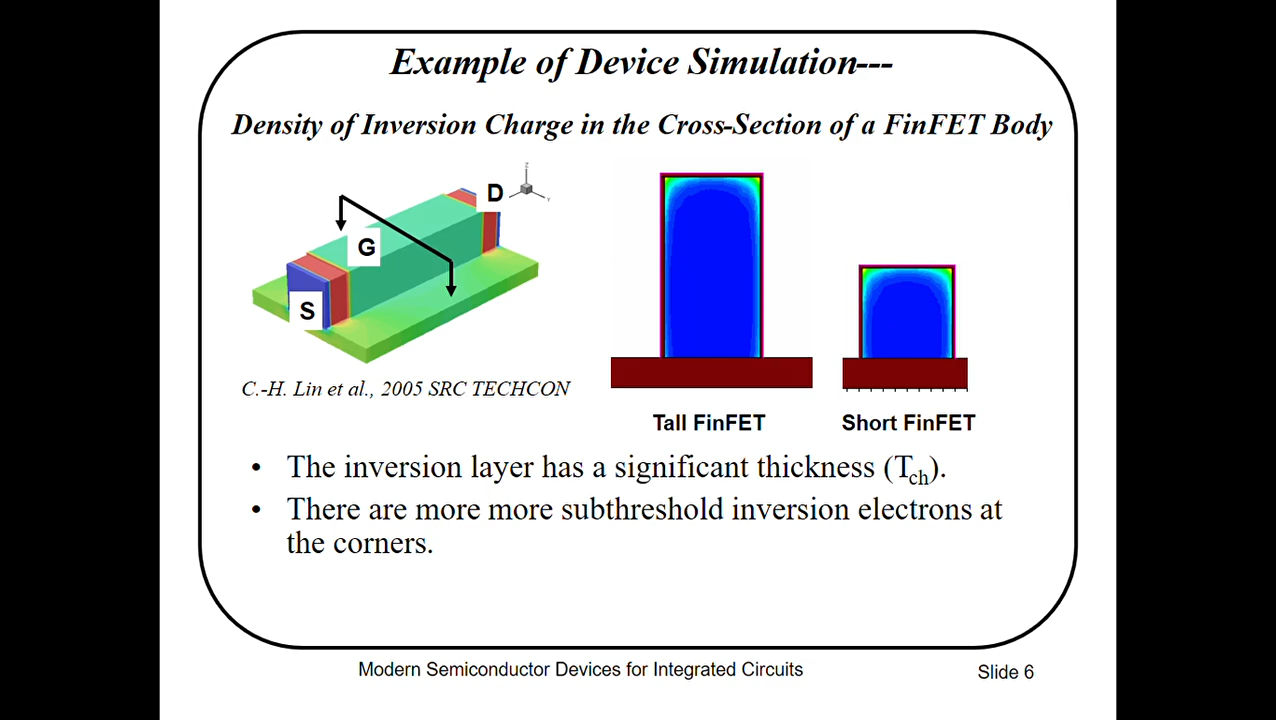 Example of Device Simulation---
Density of Inversion Charge in the Cross-Section of a FinFET Body
D
Z
Y
G
S
C.-H. Lin et al., 2005 SRC TECHCON
Tall FinFET
Short FinFET
• The inversion layer has a significant thickness (Tch).
• There are more more subthreshold inversion electrons at
the corners.
Modern Semiconductor Devices for Integrated Circuits
Slide 6